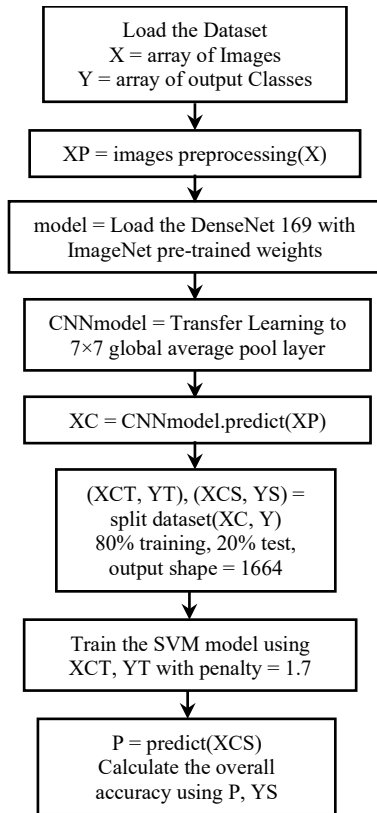 Load the Dataset
X = array of Images
Y = array of output Classes
XP = images preprocessing(X)
model = Load the DenseNet 169 with
ImageNet pre-trained weights
CNNmodel = Transfer Learning to
7×7 global average pool layer
XC = CNNmodel.predict(XP)
(XCT, YT), (XCS, YS) =
split dataset(XC, Y)
80% training, 20% test,
output shape = 1664
Train the SVM model using
XCT, YT with penalty = 1.7
P = predict(XCS)
Calculate the overall
accuracy using P, YS